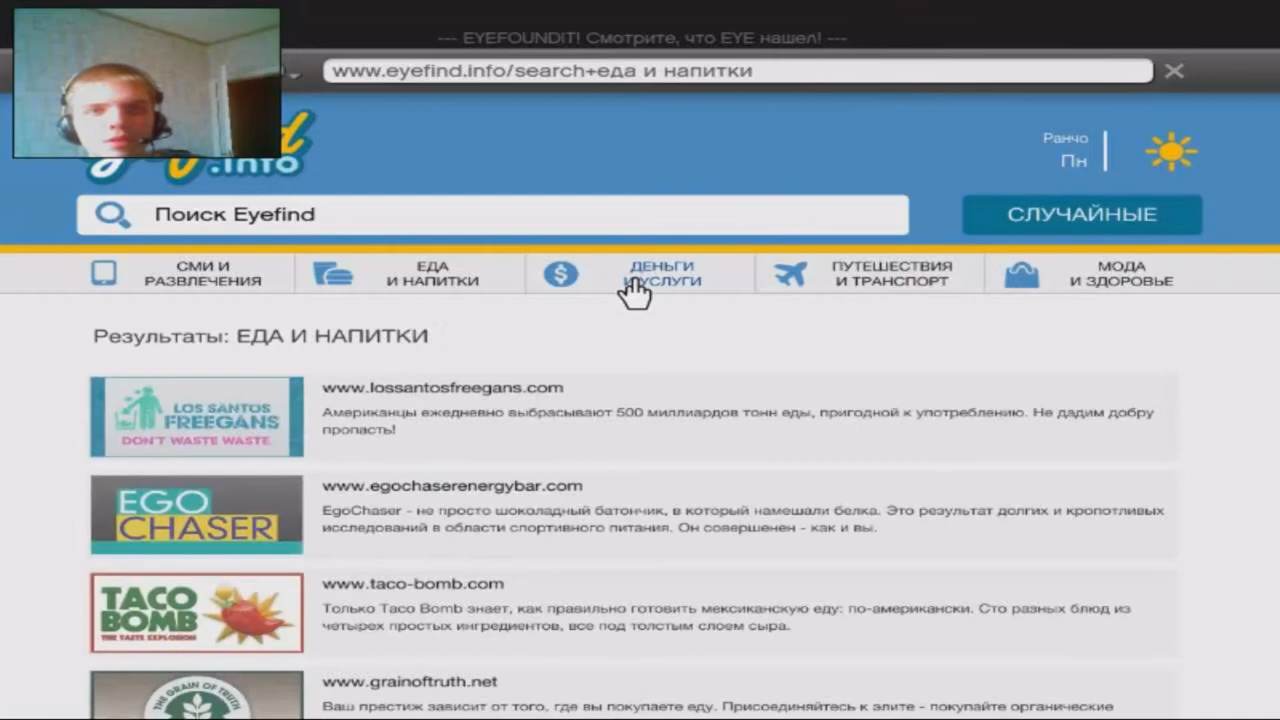 --- EYEFOUNDIT! Смотрите, что EYE нашел! ---
www.eyefind.info/search+еда и напитки
.info
Ранчо
Пн
Поиск Eyefind
СЛУЧАЙНЫЕ
СМИ И
РАЗВЛЕЧЕНИЯ
ЕДА
И НАПИТКИ
ДЕНЬГИ
И УСЛУГИ
ПУТЕШЕСТВИЯ
И ТРАНСПОРТ
МОДА
И ЗДОРОВЬЕ
Результаты: ЕДА И НАПИТКИ
LOS SANTOS
FREEGANS
DON'T WASTE WASTE.
www.lossantosfreegans.com
Американцы ежедневно выбрасывают 500 миллиардов тонн еды, пригодной к употреблению. Не дадим добру
пропасть!
EGO
CHASER
www.egochaserenergybar.com
EgoChaser - не просто шоколадный батончик, в который намешали белка. Это результат долгих и кропотливых
исследований в области спортивного питания. Он совершенен - как и вы.
TACO
BOMB
THE TASTE EXPLOSION
www.taco-bomb.com
Только Taco Bomb знает, как правильно готовить мексиканскую еду: по-американски. Сто разных блюд из
четырех простых ингредиентов, все под толстым слоем сыра.
THE GRAIN OF TRUTH
www.grainoftruth.net
Ваш престиж зависит от того, где вы покупаете еду. Присоединяйтесь к элите - покупайте органические